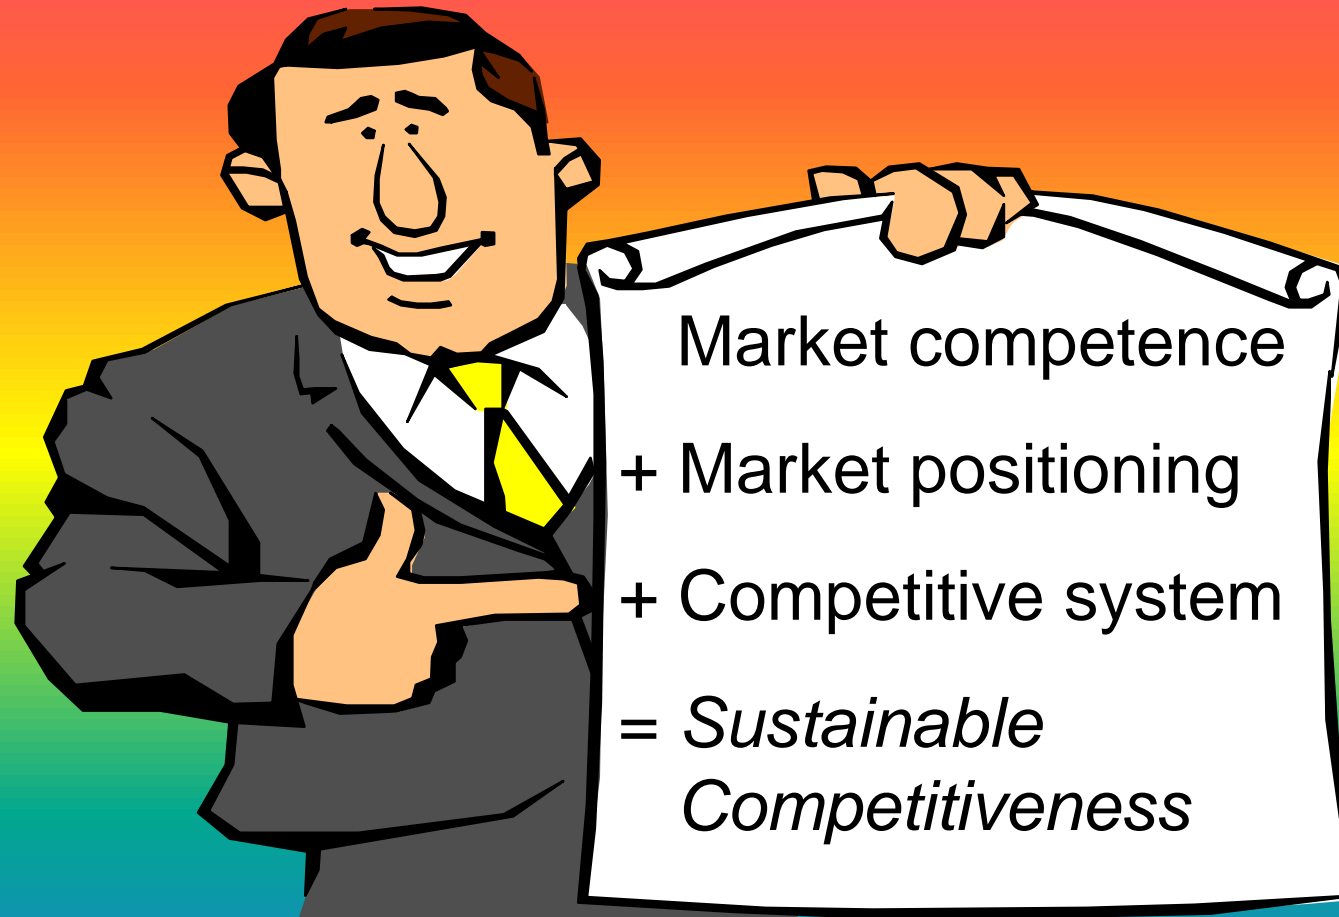 Market competence
+ Market positioning
+ Competitive system
= Sustainable
Competitiveness